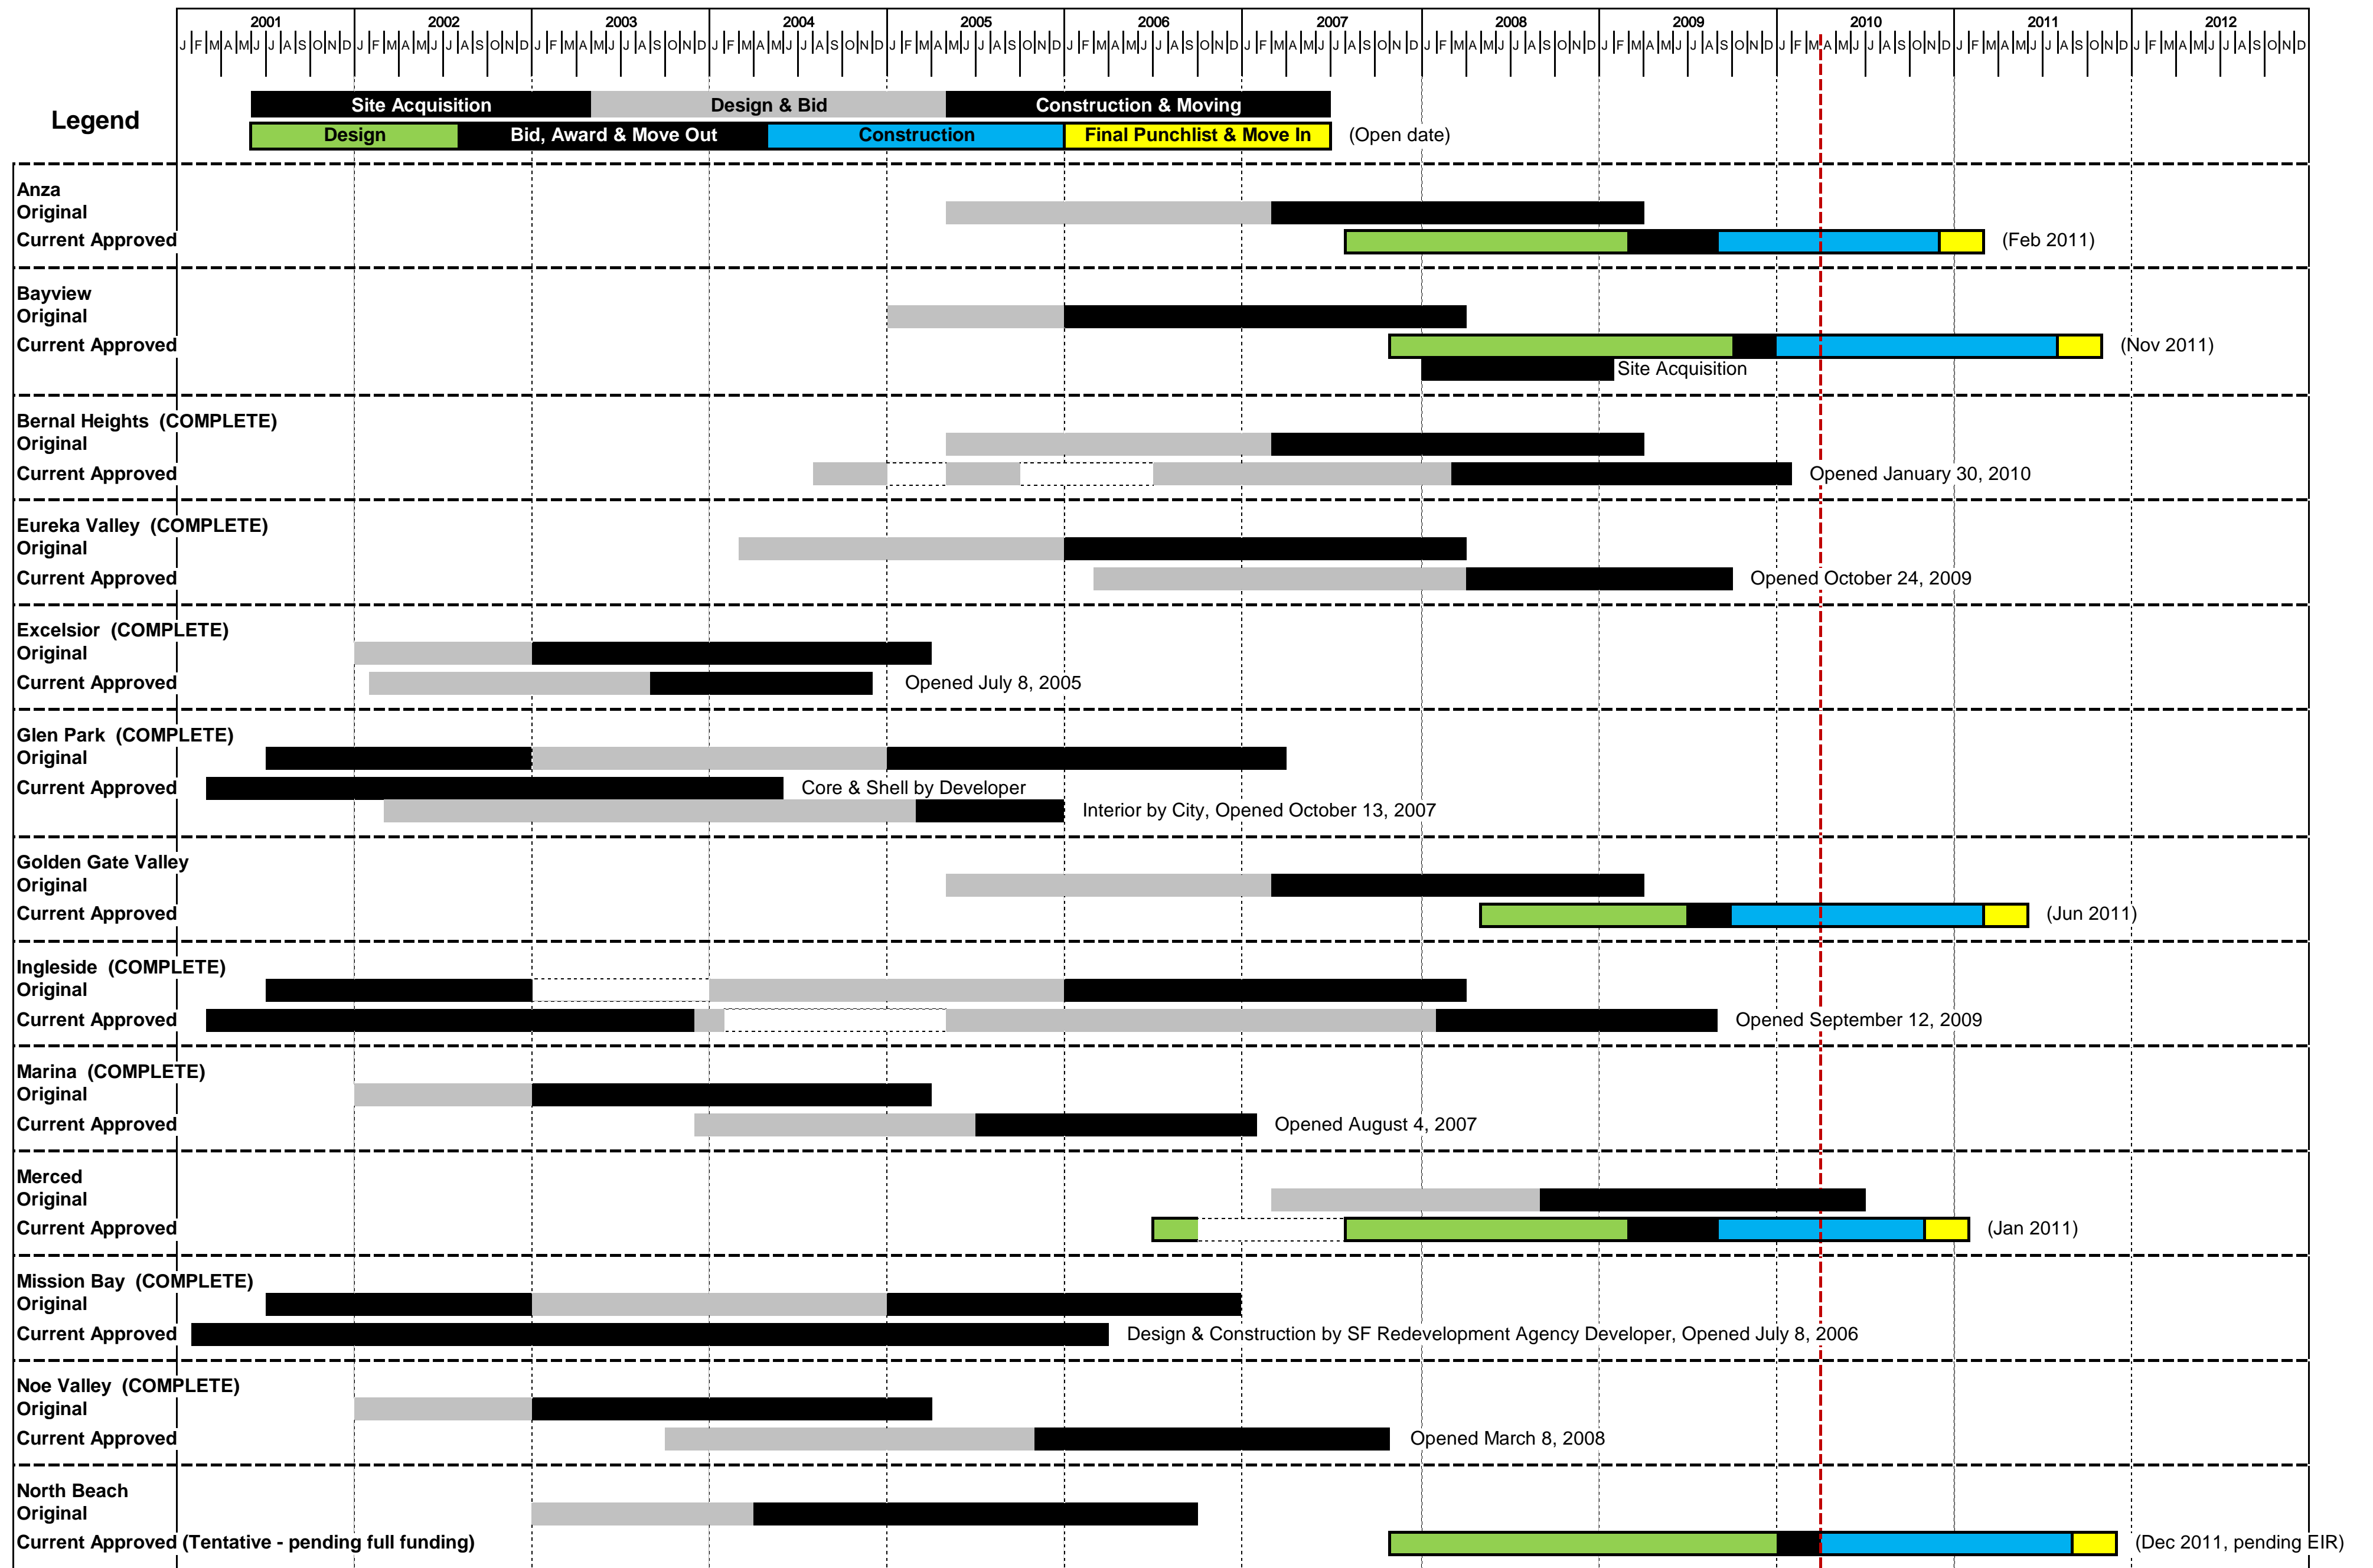 2001 2002 2003 2004 2005 2006 2007 2008 2009 2010 2011 2012
J F M A M J J A S O N D J F M A M J J A S O N D J F M A M J J A S O N D J F M A M J J A S O N D J F M A M J J A S O N D J F M A M J J A S O N D J F M A M J J A S O N D J F M A M J J A S O N D J F M A M J J A S O N D J F M A M J J A S O N D J F M A M J J A S O N D J F M A M J J A S O N D
Legend
Site Acquisition Design & Bid Construction & Moving
Design Bid, Award & Move Out Construction Final Punchlist & Move In (Open date)
Anza
Original
Current Approved (Feb 2011)
Bayview
Original
Current Approved (Nov 2011)
Site Acquisition
Bernal Heights (COMPLETE)
Original
Current Approved Opened January 30, 2010
Eureka Valley (COMPLETE)
Original
Current Approved Opened October 24, 2009
Excelsior (COMPLETE)
Original
Current Approved Opened July 8, 2005
Glen Park (COMPLETE)
Original
Current Approved Core & Shell by Developer
Interior by City, Opened October 13, 2007
Golden Gate Valley
Original
Current Approved (Jun 2011)
Ingleside (COMPLETE)
Original
Current Approved Opened September 12, 2009
Marina (COMPLETE)
Original
Current Approved Opened August 4, 2007
Merced
Original
Current Approved (Jan 2011)
Mission Bay (COMPLETE)
Original
Current Approved Design & Construction by SF Redevelopment Agency Developer, Opened July 8, 2006
Noe Valley (COMPLETE)
Original
Current Approved Opened March 8, 2008
North Beach
Original
Current Approved (Tentative - pending full funding) (Dec 2011, pending EIR)